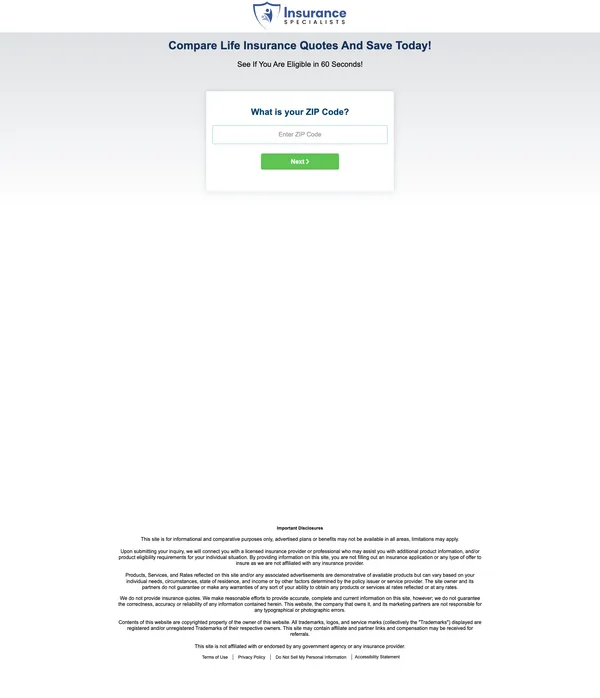 Insurance
SPECIALISTS
Compare Life Insurance Quotes And Save Today!
See If You Are Eligible in 60 Seconds!
What is your ZIP Code?
Enter ZIP Code
Next
Important Disclosures
This site is for informational and comparative purposes only, advertised plans or benefits may not be available in all areas, limitations may apply.
Upon submitting your inquiry, we will connect you with a licensed insurance provider or professional who may assist you with additional product information, and/or
product eligibility requirements for your individual situation. By providing information on this site, you are not filling out an insurance application or any type of offer to
insure as we are not affiliated with any insurance provider.
Products, Services, and Rates reflected on this site and/or any associated advertisements are demonstrative of available products but can vary based on your
individual needs, circumstances, state of residence, and income or by other factors determined by the policy issuer or service provider. The site owner and its
partners do not guarantee or make any warranties of any sort of your ability to obtain any products or services at rates reflected or at any rates.
We do not provide insurance quotes. We make reasonable efforts to provide accurate, complete and current information on this site, however; we do not guarantee
the correctness, accuracy or reliability of any information contained herein. This website, the company that owns it, and its marketing partners are not responsible for
any typographical or photographic errors.
Contents of this website are copyrighted property of the owner of this website. All trademarks, logos, and service marks (collectively the "Trademarks") displayed are
registered and/or unregistered Trademarks of their respective owners. This site may contain affiliate and partner links and compensation may be received for
referrals.
This site is not affiliated with or endorsed by any government agency or any insurance provider.
Terms of Use | Privacy Policy | Do Not Sell My Personal Information | Accessibility Statement